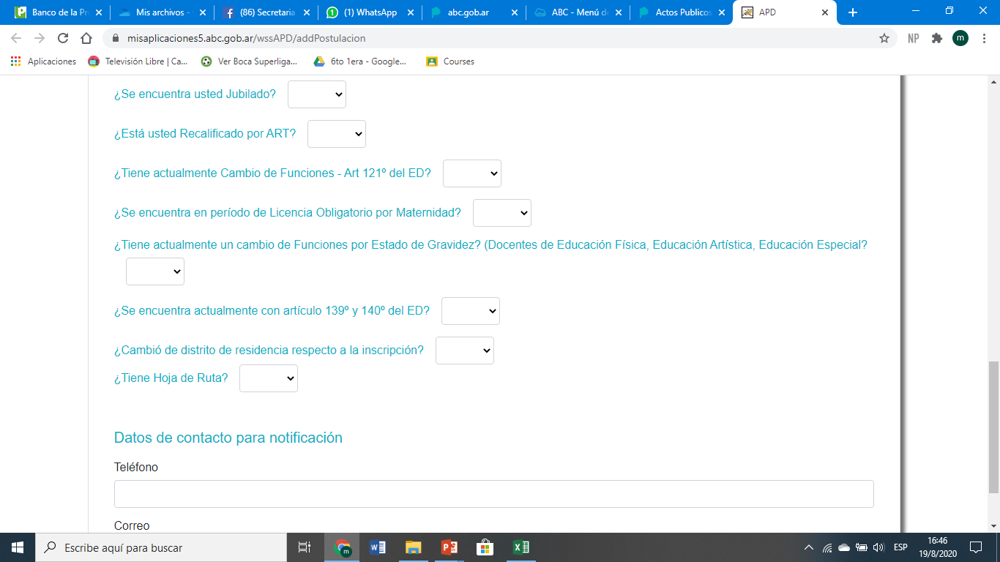 Banco de la Pr
Mis archivos -
(86) Secretaria
(1) WhatsApp
abc.gob.ar
ABC - Menú d
Actos Publicos
APD
misaplicaciones5.abc.gob.ar/wssAPD/addPostulacion
NP
m
Aplicaciones
Televisión Libre | Ca...
Ver Boca Superliga...
6to 1era - Google...
Courses
¿Se encuentra usted Jubilado?
¿Está usted Recalificado por ART?
¿Tiene actualmente Cambio de Funciones - Art 121º del ED?
¿Se encuentra en período de Licencia Obligatorio por Maternidad?
¿Tiene actualmente un cambio de Funciones por Estado de Gravidez? (Docentes de Educación Física, Educación Artística, Educación Especial?
¿Se encuentra actualmente con artículo 139º y 140º del ED?
¿Cambió de distrito de residencia respecto a la inscripción?
¿Tiene Hoja de Ruta?
Datos de contacto para notificación
Teléfono
Correo
Escribe aquí para buscar
ESP
16:46
19/8/2020